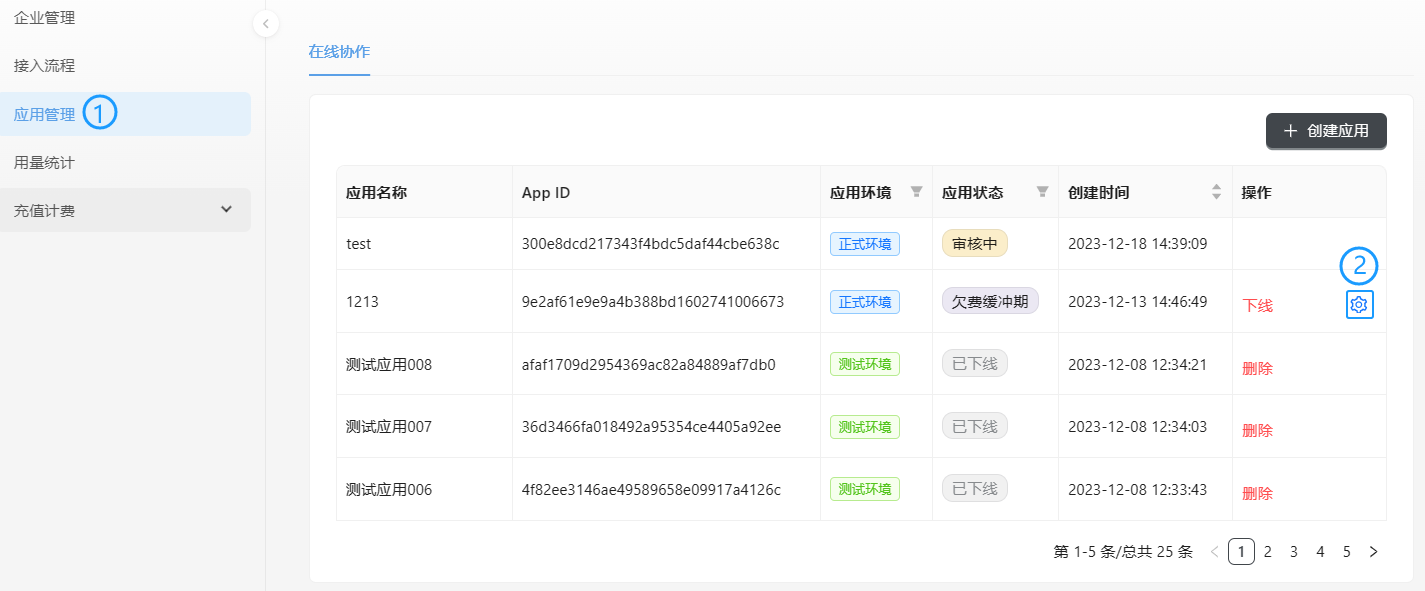 企业管理
接入流程
应用管理 1
用量统计
充值计费
在线协作
创建应用
应用名称 App ID 应用环境 应用状态 创建时间 操作
test 300e8dcd217343f4bdc5daf44cbe638c 正式环境 审核中 2023-12-18 14:39:09
2
1213 9e2af61e9e9a4b388bd1602741006673 正式环境 欠费缓冲期 2023-12-13 14:46:49 下线
测试应用008 afaf1709d2954369ac82a84889af7db0 测试环境 已下线 2023-12-08 12:34:21 删除
测试应用007 36d3466fa018492a95354ce4405a92ee 测试环境 已下线 2023-12-08 12:34:03 删除
测试应用006 4f82ee3146ae49589658e09917a4126c 测试环境 已下线 2023-12-08 12:33:43 删除
第 1-5 条/总共 25 条 < 1 2 3 4 5 >